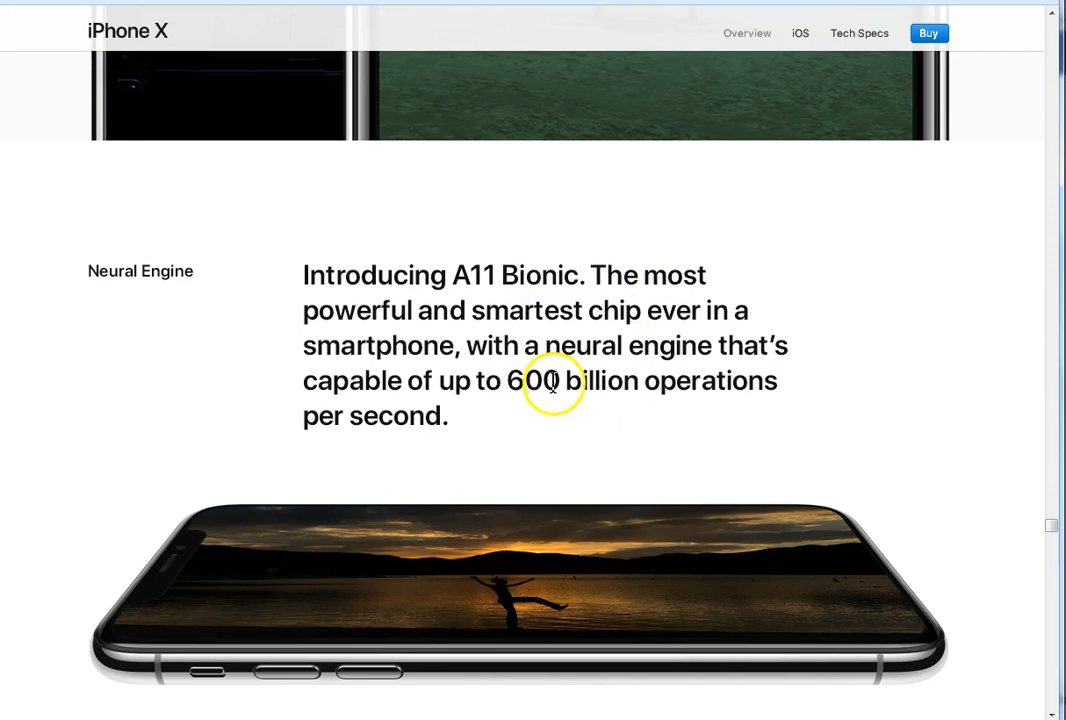 iPhone X
Overview iOS Tech Specs Buy
Neural Engine
Introducing A11 Bionic. The most
powerful and smartest chip ever in a
smartphone, with a neural engine that’s
capable of up to 600 billion operations
per second.